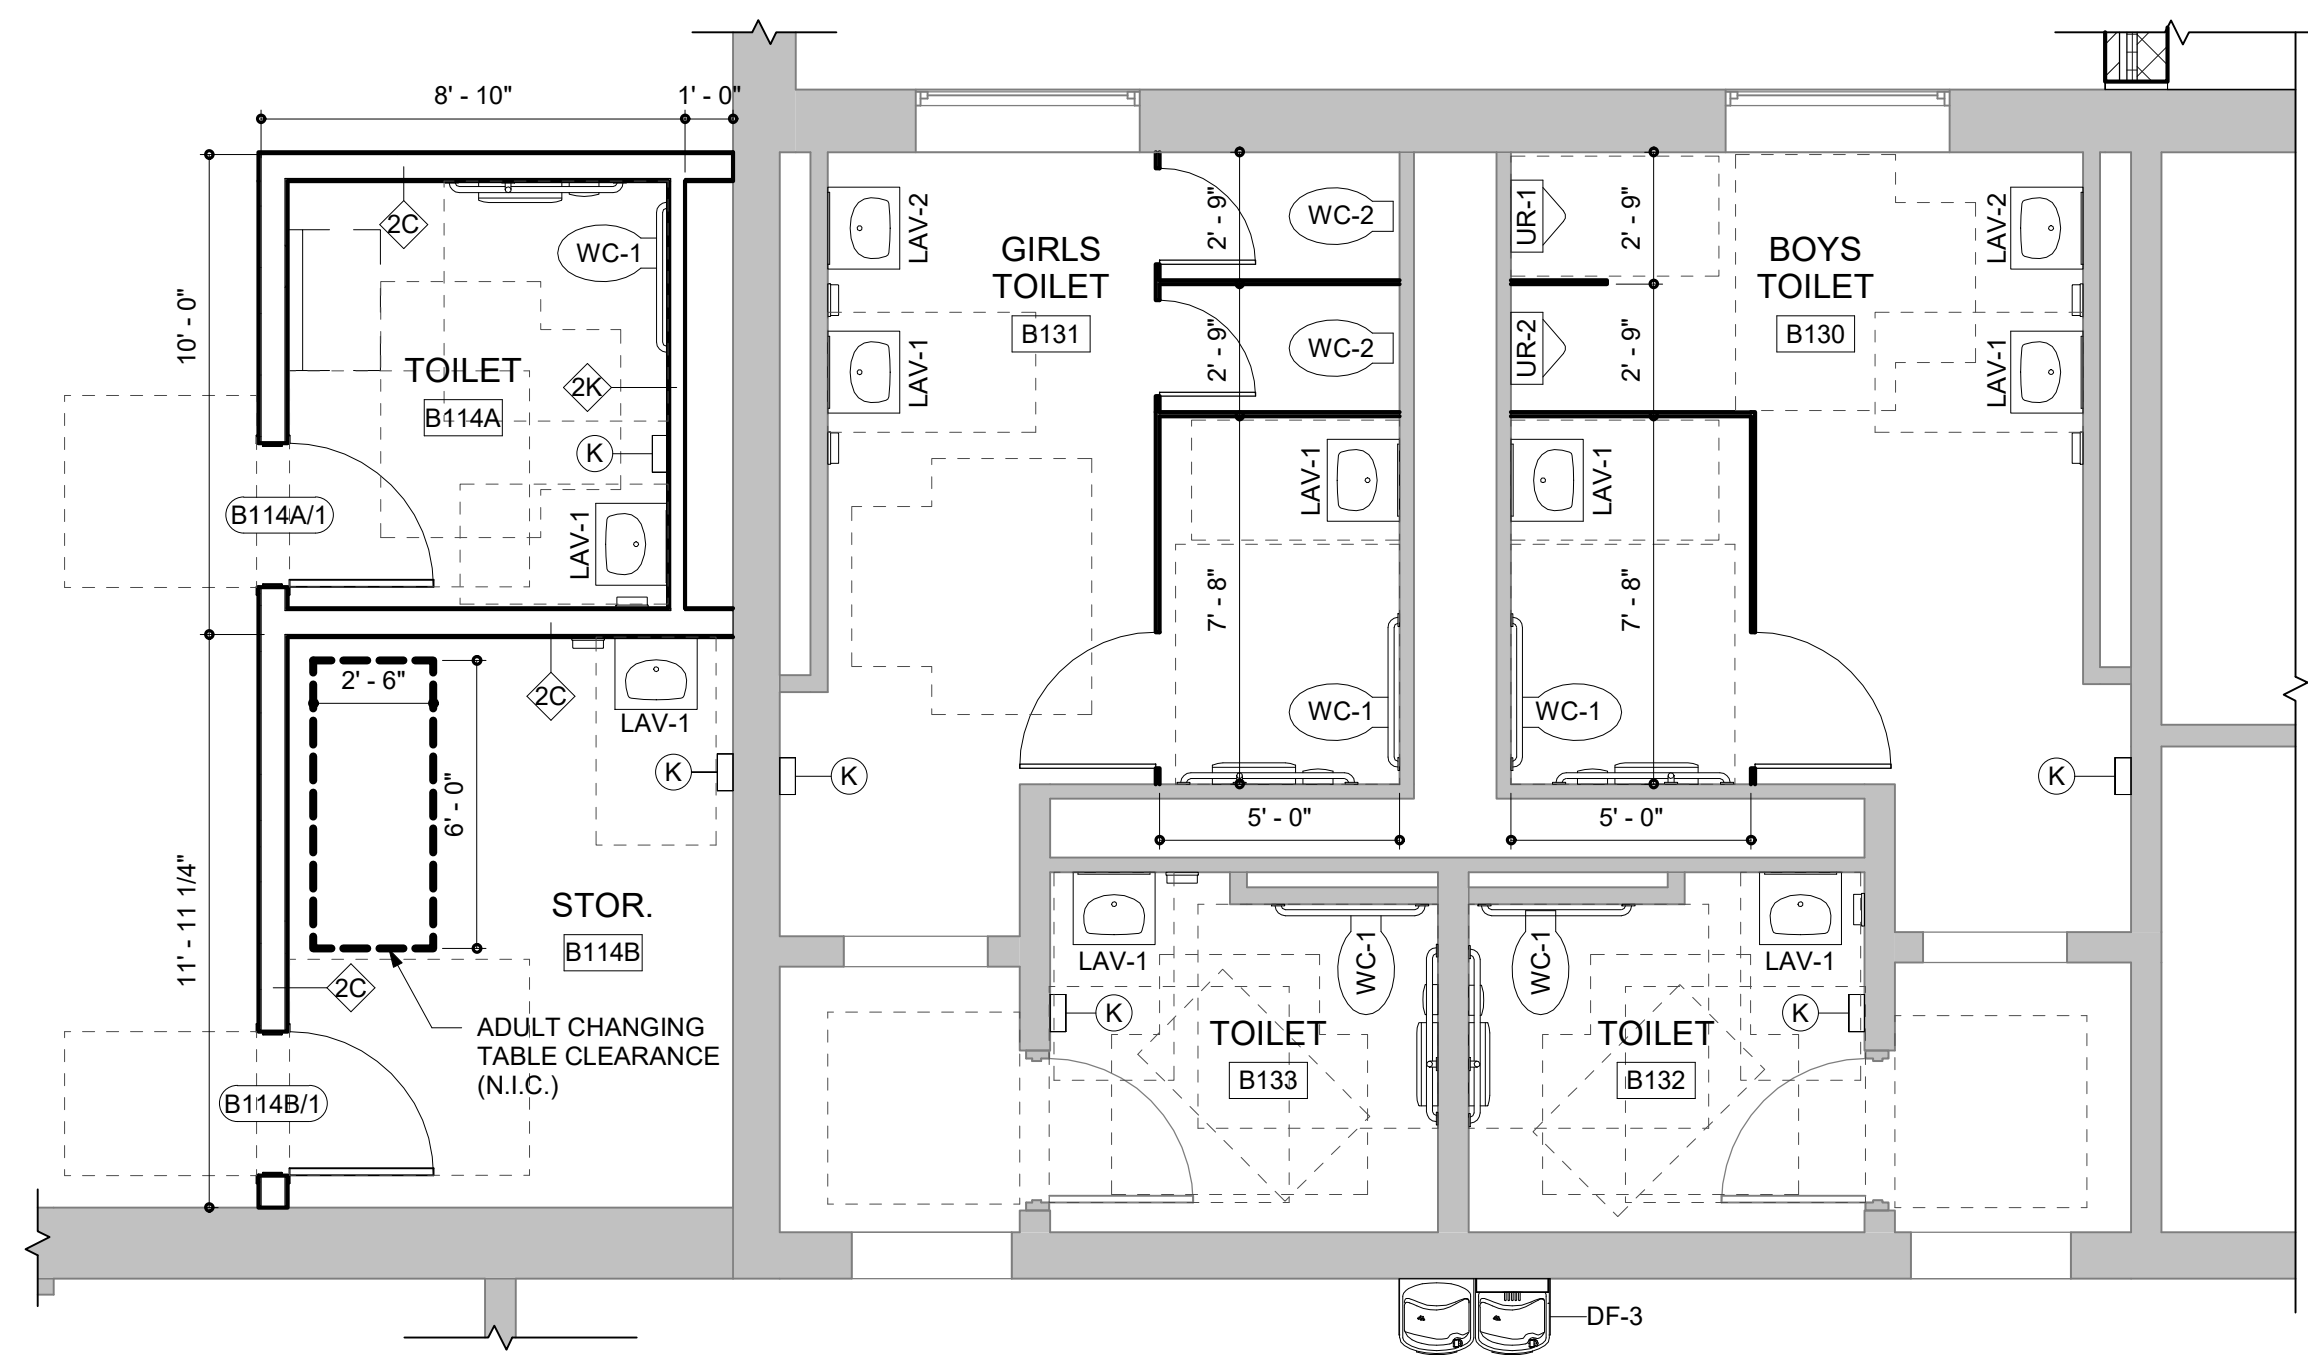 8' - 10"
1' - 0"
10' - 0"
2C
WC-1
TOILET
B114A
2K
K
B114A/1
LAV-1
11' - 11 1/4"
2' - 6"
6' - 0"
2C
LAV-1
K
STOR.
B114B
2C
ADULT CHANGING
TABLE CLEARANCE
(N.I.C.)
B114B/1
LAV-2
LAV-1
GIRLS
TOILET
B131
2' - 9"
WC-2
2' - 9"
WC-2
LAV-1
7' - 8"
WC-1
K
5' - 0"
UR-1
2' - 9"
UR-2
2' - 9"
BOYS
TOILET
B130
LAV-2
LAV-1
LAV-1
7' - 8"
WC-1
K
5' - 0"
LAV-1
K
WC-1
TOILET
B133
WC-1
LAV-1
K
TOILET
B132
DF-3